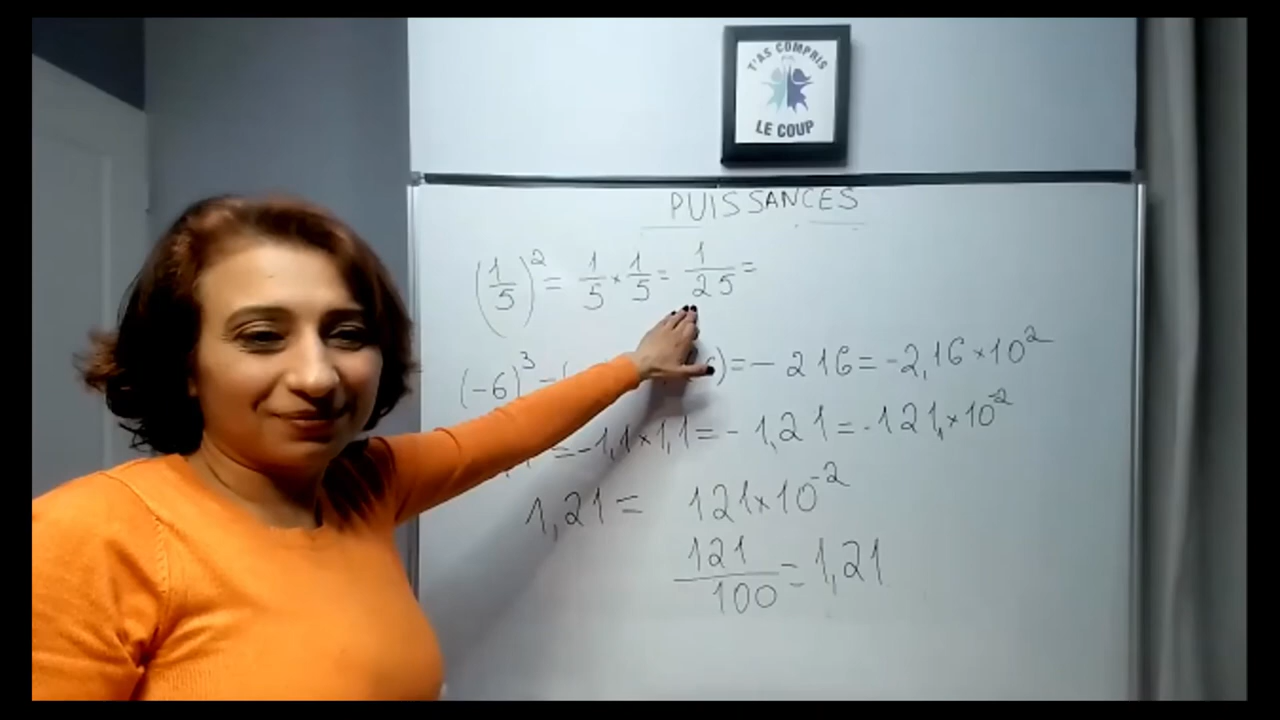 T'AS COMPRIS
LE COUP
PUISSANCES
(1/5)² = 1/5 × 1/5 = 1/25 =
(-6)³ = ( 6) = - 216 = -2,16 × 10²
= -1,1 × 1,1 = - 1,21 = -121, × 10⁻²
1,21 = 121 × 10⁻²
121/100 = 1,21